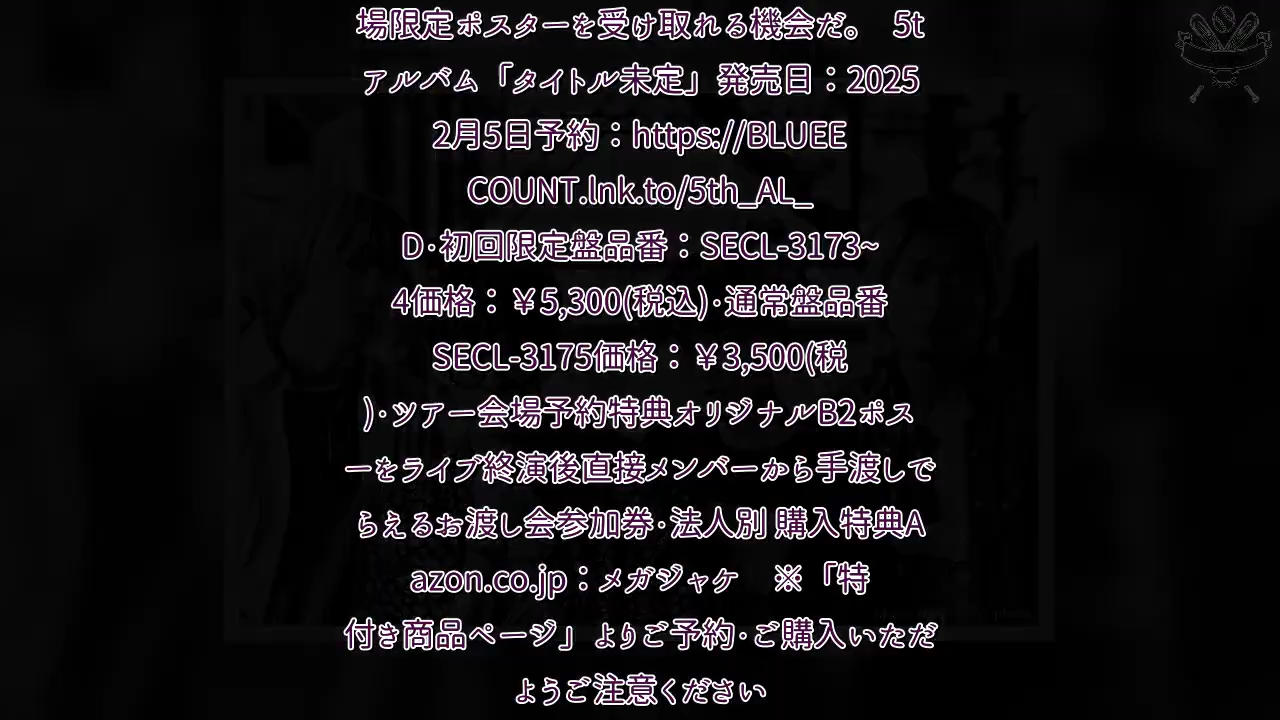 場限定ポスターを受け取れる機会だ。 5t
アルバム「タイトル未定」発売日：2025
2月5日予約：https://BLUEE
COUNT.lnk.to/5th_AL_
D·初回限定盤品番：SECL-3173~
4価格：￥5,300(税込)·通常盤品番
SECL-3175価格：￥3,500(税
)·ツアー会場予約特典オリジナルB2ポス
ーをライブ終演後直接メンバーから手渡しで
らえるお渡し会参加券·法人別 購入特典A
azon.co.jp：メガジャケ ※「特
付き商品ページ」よりご予約·ご購入いただ
ようご注意ください